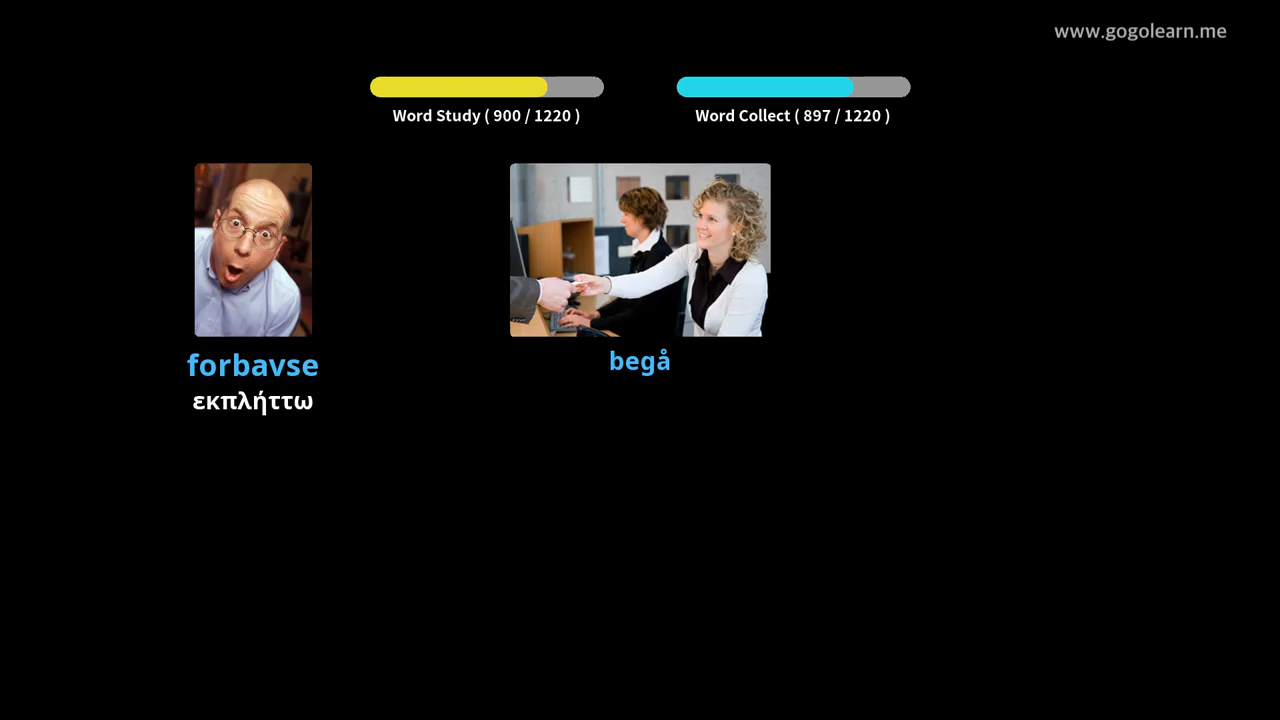 www.gogolearn.me
Word Study ( 900 / 1220 )
Word Collect ( 897 / 1220 )
forbavse
εκπλήττω
begå